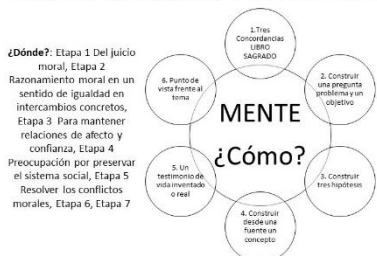 ¿Dónde?: Etapa 1 Del juicio
moral, Etapa 2
Razonamiento moral en un
sentido de igualdad en
intercambios concretos,
Etapa 3 Para mantener
relaciones de afecto y
confianza, Etapa 4
Preocupación por preservar
el sistema social, Etapa 5
Resolver los conflictos
morales, Etapa 6, Etapa 7
MENTE
¿Cómo?
1.Tres
Concordancias
LIBRO
SAGRADO
2. Construir
una pregunta
problema y un
objetivo
3. Construir
tres hipótesis
4. Construir
desde una
fuente un
concepto
5. Un
testimonio de
vida inventado
o real
6. Punto de
vista frente al
tema